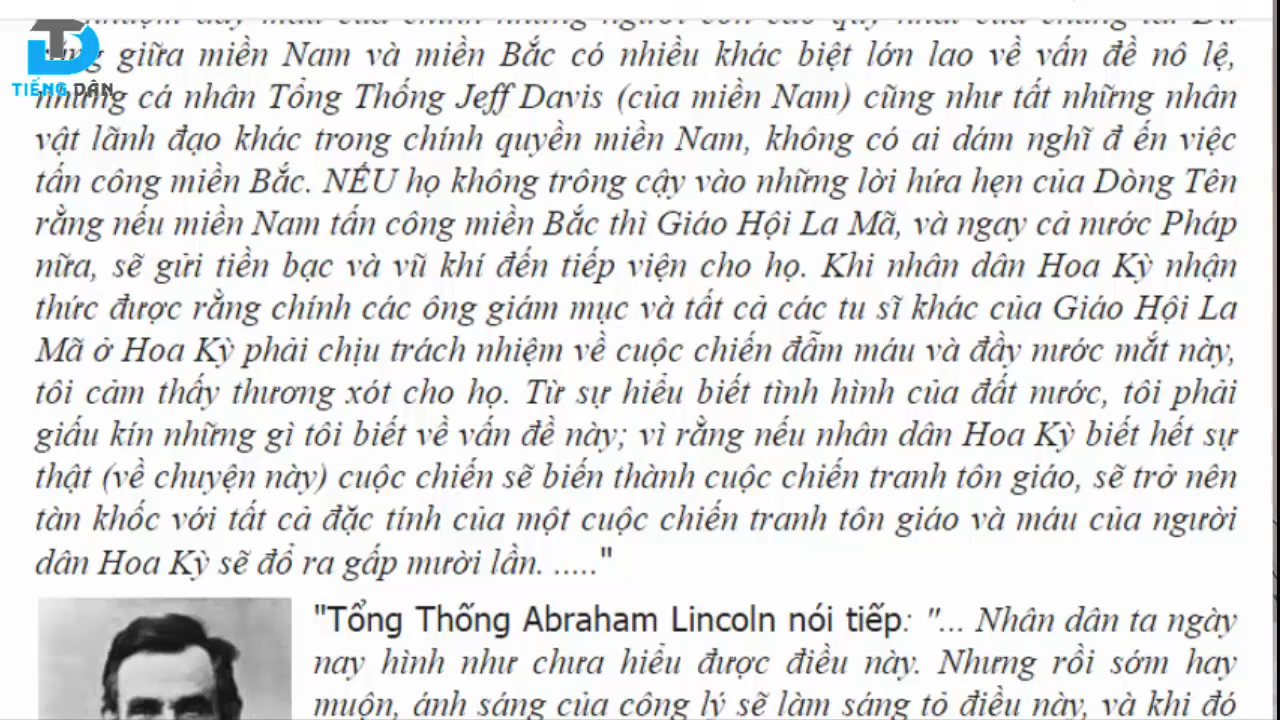 TIẾNG DÂN
giữa miền Nam và miền Bắc có nhiều khác biệt lớn lao về vấn đề nô lệ,
nhưng cá nhân Tổng Thống Jeff Davis (của miền Nam) cũng như tất những nhân
vật lãnh đạo khác trong chính quyền miền Nam, không có ai dám nghĩ đ ến việc
tấn công miền Bắc. NẾU họ không trông cậy vào những lời hứa hẹn của Dòng Tên
rằng nếu miền Nam tấn công miền Bắc thì Giáo Hội La Mã, và ngay cả nước Pháp
nữa, sẽ gửi tiền bạc và vũ khí đến tiếp viện cho họ. Khi nhân dân Hoa Kỳ nhận
thức được rằng chính các ông giám mục và tất cả các tu sĩ khác của Giáo Hội La
Mã ở Hoa Kỳ phải chịu trách nhiệm về cuộc chiến đẫm máu và đầy nước mắt này,
tôi cảm thấy thương xót cho họ. Từ sự hiểu biết tình hình của đất nước, tôi phải
giấu kín những gì tôi biết về vấn đề này; vì rằng nếu nhân dân Hoa Kỳ biết hết sự
thật (về chuyện này) cuộc chiến sẽ biến thành cuộc chiến tranh tôn giáo, sẽ trở nên
tàn khốc với tất cả đặc tính của một cuộc chiến tranh tôn giáo và máu của người
dân Hoa Kỳ sẽ đổ ra gấp mười lần. ....."
"Tổng Thống Abraham Lincoln nói tiếp: "... Nhân dân ta ngày
nay hình như chưa hiểu được điều này. Nhưng rồi sớm hay
muộn, ánh sáng của công lý sẽ làm sáng tỏ điều này, và khi đó